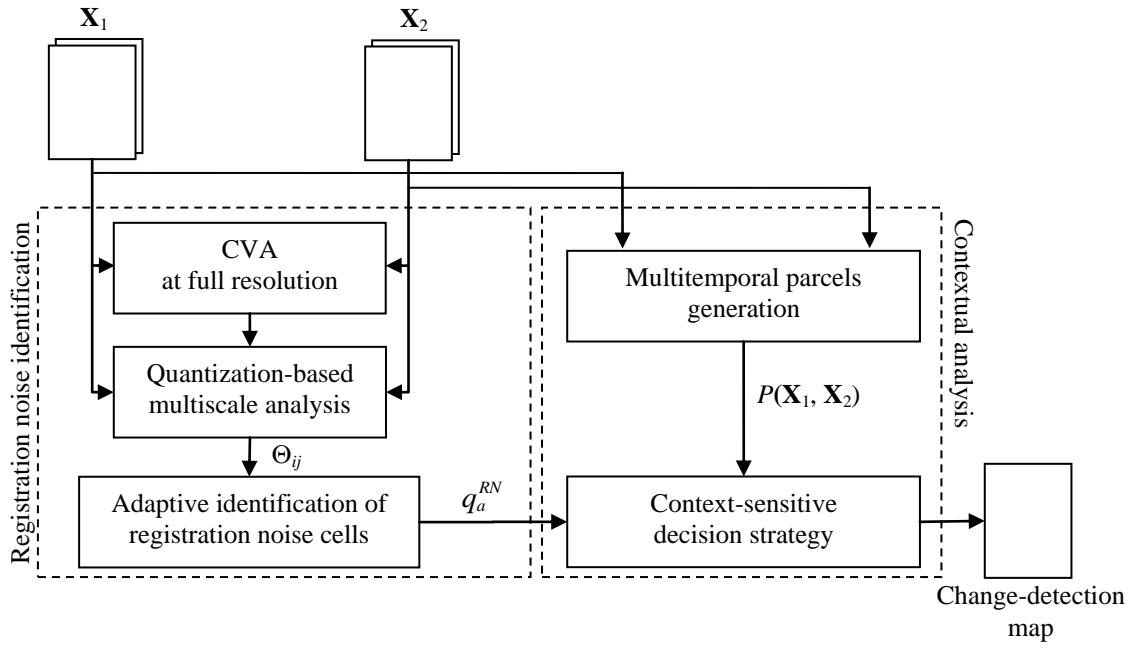 X₁
X₂
Registration noise identification
CVA
at full resolution
Quantization-based
multiscale analysis
Θᵢⱼ
Adaptive identification of
registration noise cells
qₐᴿᴺ
Contextual analysis
Multitemporal parcels
generation
P(X₁, X₂)
Context-sensitive
decision strategy
Change-detection
map